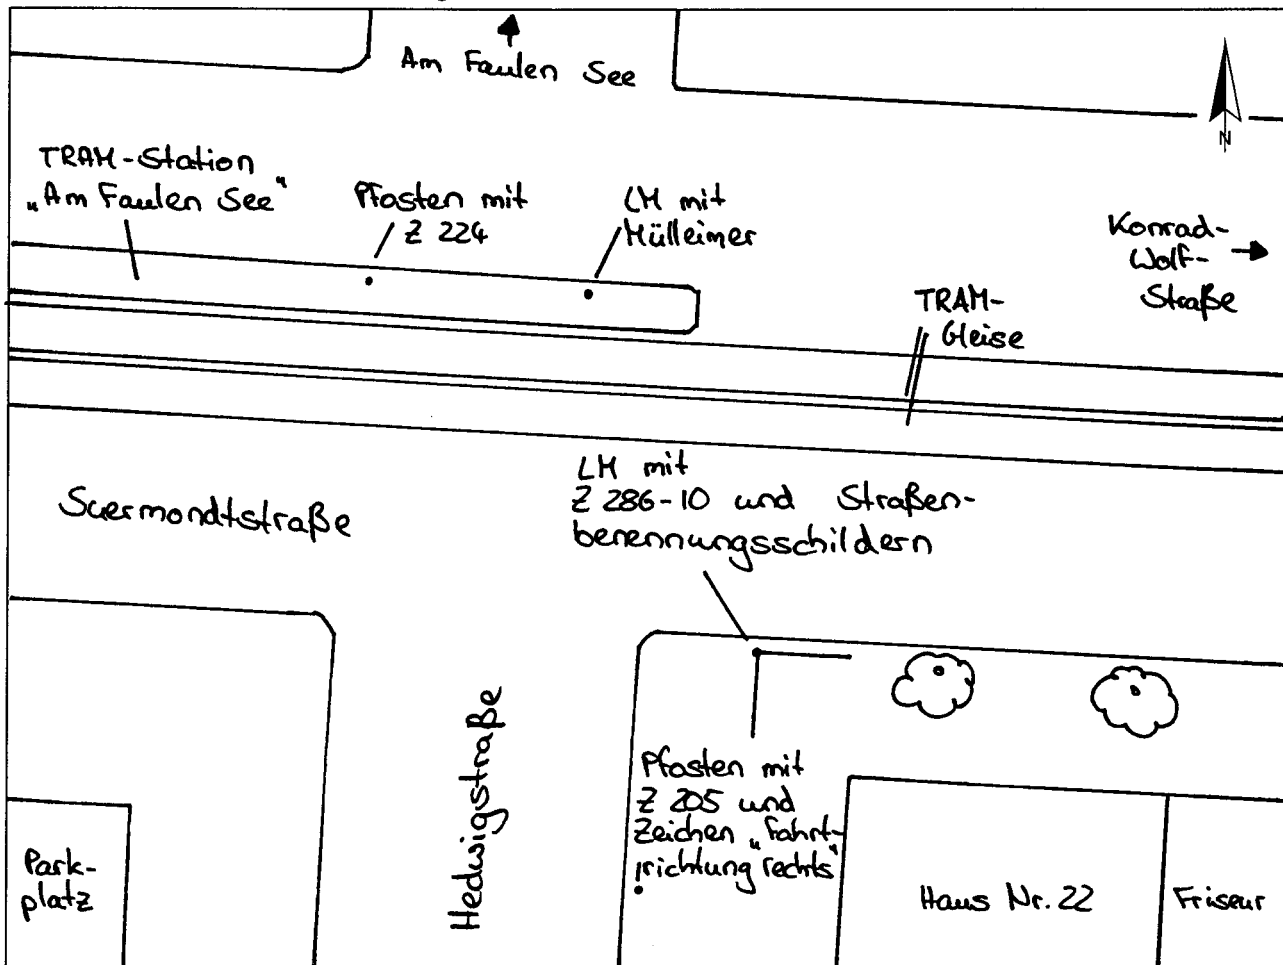 Am Faulen See
N
TRAM-Station
„Am Faulen See“
Pfosten mit
Z 224
LM mit
Mülleimer
Konrad-
Wolf-
Straße
TRAM-
Gleise
LM mit
Z 286-10 und Straßen-
benennungsschildern
Suermondtstraße
Hedwigstraße
Pfosten mit
Z 205 und
Zeichen „Fahrt-
richtung rechts“
Park-
platz
Haus Nr. 22
Friseur